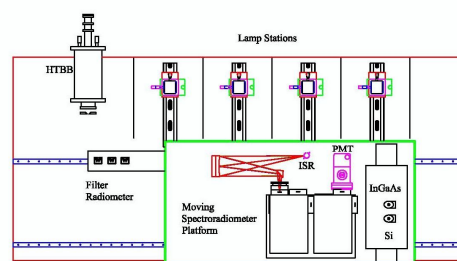 Lamp Stations
HTBB
PMT
ISR
InGaAs
Filter
Radiometer
Moving
Spectroradiometer
Platform
Si